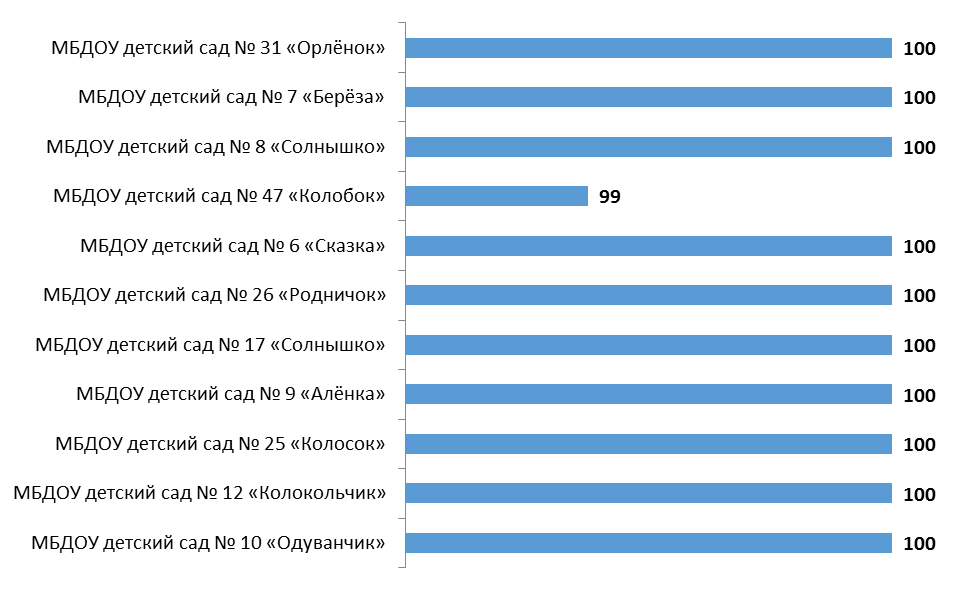 МБДОУ детский сад № 31 «Орлёнок» 100
МБДОУ детский сад № 7 «Берёза» 100
МБДОУ детский сад № 8 «Солнышко» 100
МБДОУ детский сад № 47 «Колобок» 99
МБДОУ детский сад № 6 «Сказка» 100
МБДОУ детский сад № 26 «Родничок» 100
МБДОУ детский сад № 17 «Солнышко» 100
МБДОУ детский сад № 9 «Алёнка» 100
МБДОУ детский сад № 25 «Колосок» 100
МБДОУ детский сад № 12 «Колокольчик» 100
МБДОУ детский сад № 10 «Одуванчик» 100